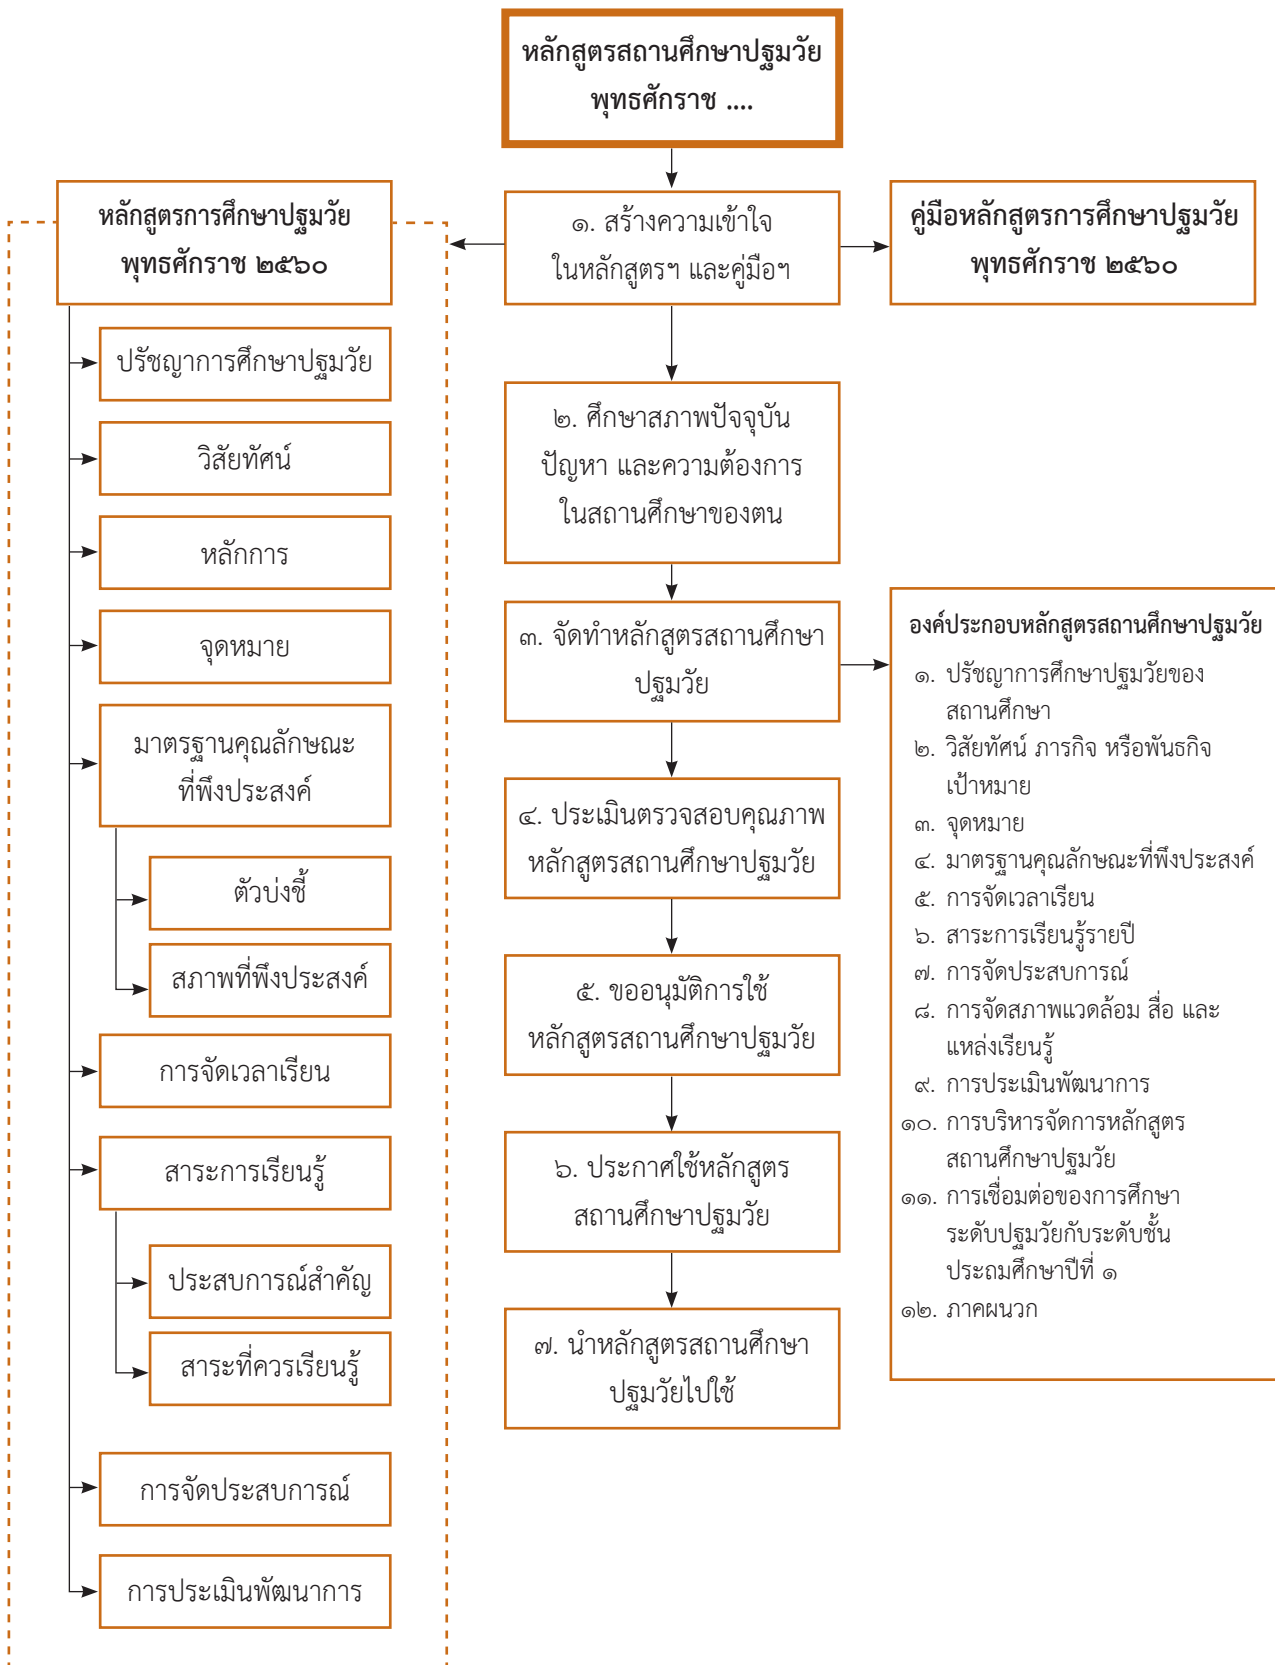 หลักสูตรสถานศึกษาปฐมวัย
พุทธศักราช ....
หลักสูตรการศึกษาปฐมวัย
พุทธศักราช ๒๕๖๐
ปรัชญาการศึกษาปฐมวัย
วิสัยทัศน์
หลักการ
จุดหมาย
มาตรฐานคุณลักษณะ
ที่พึงประสงค์
ตัวบ่งชี้
สภาพที่พึงประสงค์
การจัดเวลาเรียน
สาระการเรียนรู้
ประสบการณ์สำคัญ
สาระที่ควรเรียนรู้
การจัดประสบการณ์
การประเมินพัฒนาการ
๑. สร้างความเข้าใจ
ในหลักสูตรฯ และคู่มือฯ
๒. ศึกษาสภาพปัจจุบัน
ปัญหา และความต้องการ
ในสถานศึกษาของตน
๓. จัดทำหลักสูตรสถานศึกษา
ปฐมวัย
๔. ประเมินตรวจสอบคุณภาพ
หลักสูตรสถานศึกษาปฐมวัย
๕. ขออนุมัติการใช้
หลักสูตรสถานศึกษาปฐมวัย
๖. ประกาศใช้หลักสูตร
สถานศึกษาปฐมวัย
๗. นำหลักสูตรสถานศึกษา
ปฐมวัยไปใช้
คู่มือหลักสูตรการศึกษาปฐมวัย
พุทธศักราช ๒๕๖๐
องค์ประกอบหลักสูตรสถานศึกษาปฐมวัย
๑. ปรัชญาการศึกษาปฐมวัยของ
สถานศึกษา
๒. วิสัยทัศน์ ภารกิจ หรือพันธกิจ
เป้าหมาย
๓. จุดหมาย
๔. มาตรฐานคุณลักษณะที่พึงประสงค์
๕. การจัดเวลาเรียน
๖. สาระการเรียนรู้รายปี
๗. การจัดประสบการณ์
๘. การจัดสภาพแวดล้อม สื่อ และ
แหล่งเรียนรู้
๙. การประเมินพัฒนาการ
๑๐. การบริหารจัดการหลักสูตร
สถานศึกษาปฐมวัย
๑๑. การเชื่อมต่อของการศึกษา
ระดับปฐมวัยกับระดับชั้น
ประถมศึกษาปีที่ ๑
๑๒. ภาคผนวก